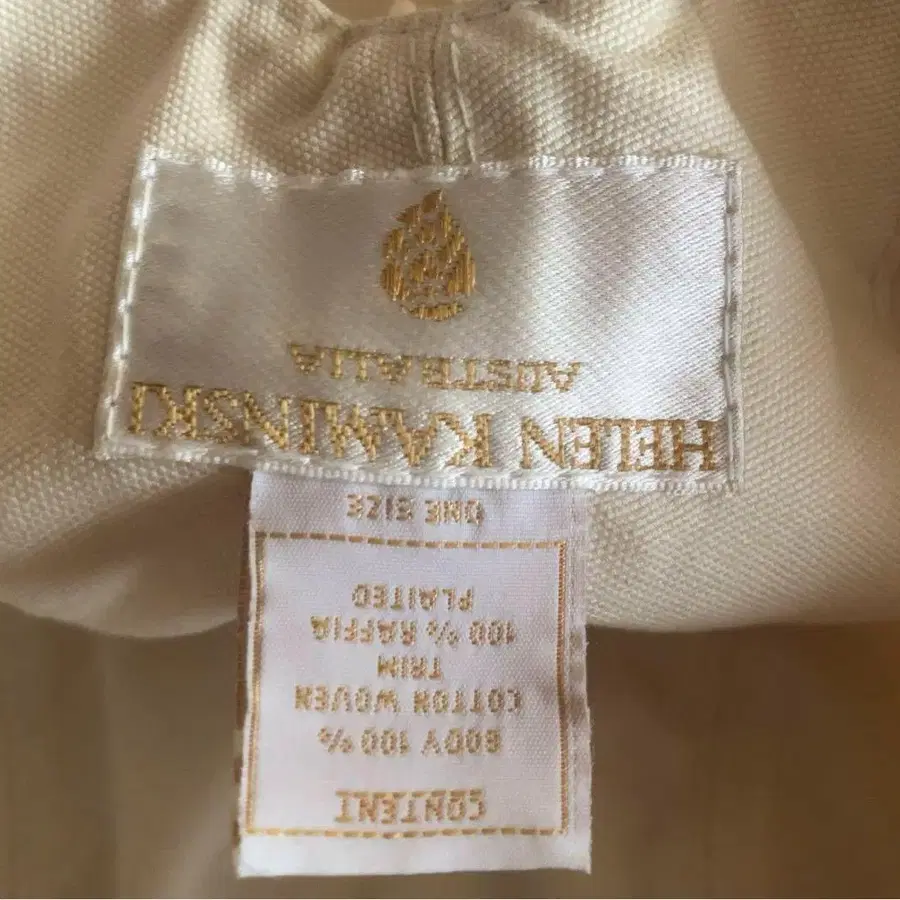 CONTENT
BODY 100%
COTTON WOVEN
TRIM
100% RAFFIA
PLAITED
ONE SIZE
HELEN KAMINSKI
AUSTRALIA